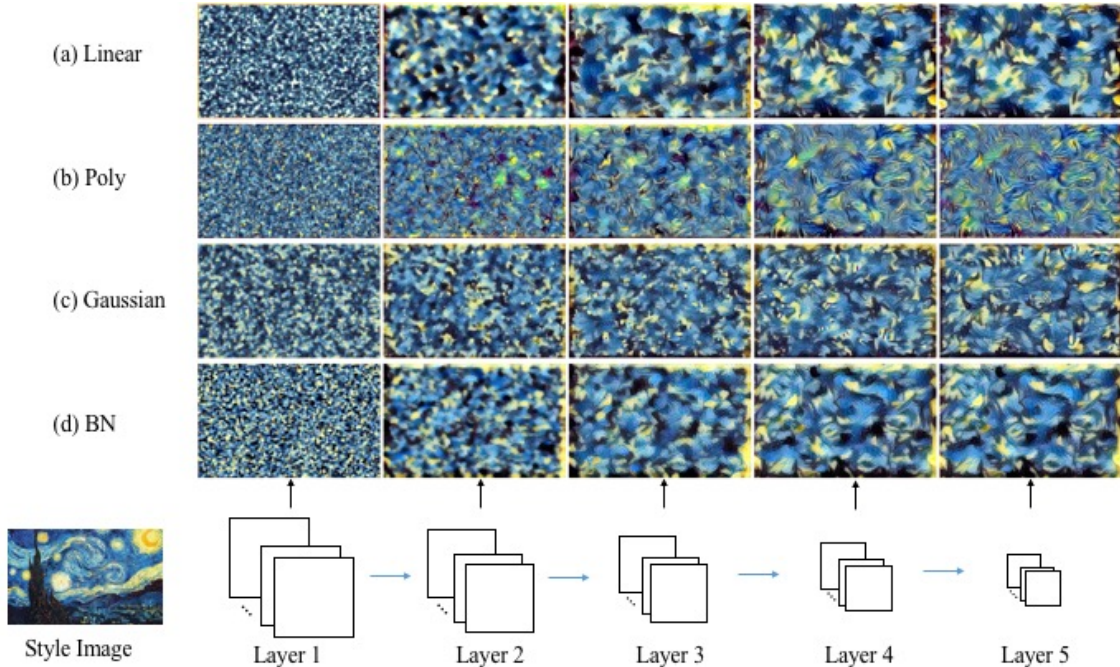 (a) Linear
(b) Poly
(c) Gaussian
(d) BN
Style Image
Layer 1
Layer 2
Layer 3
Layer 4
Layer 5